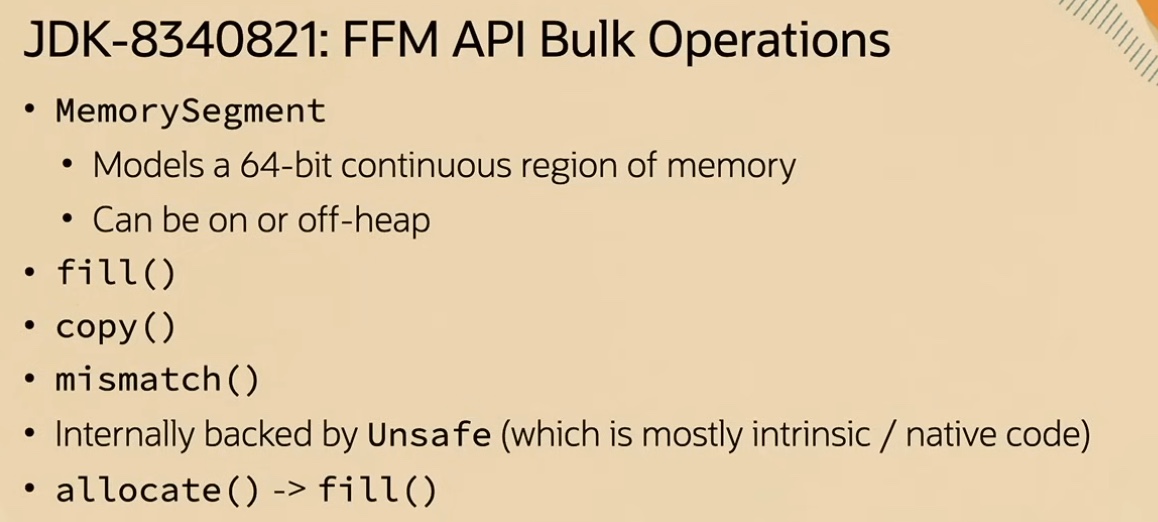 JDK-8340821: FFM API Bulk Operations
• MemorySegment
• Models a 64-bit continuous region of memory
• Can be on or off-heap
• fill()
• copy()
• mismatch()
• Internally backed by Unsafe (which is mostly intrinsic / native code)
• allocate() -> fill()